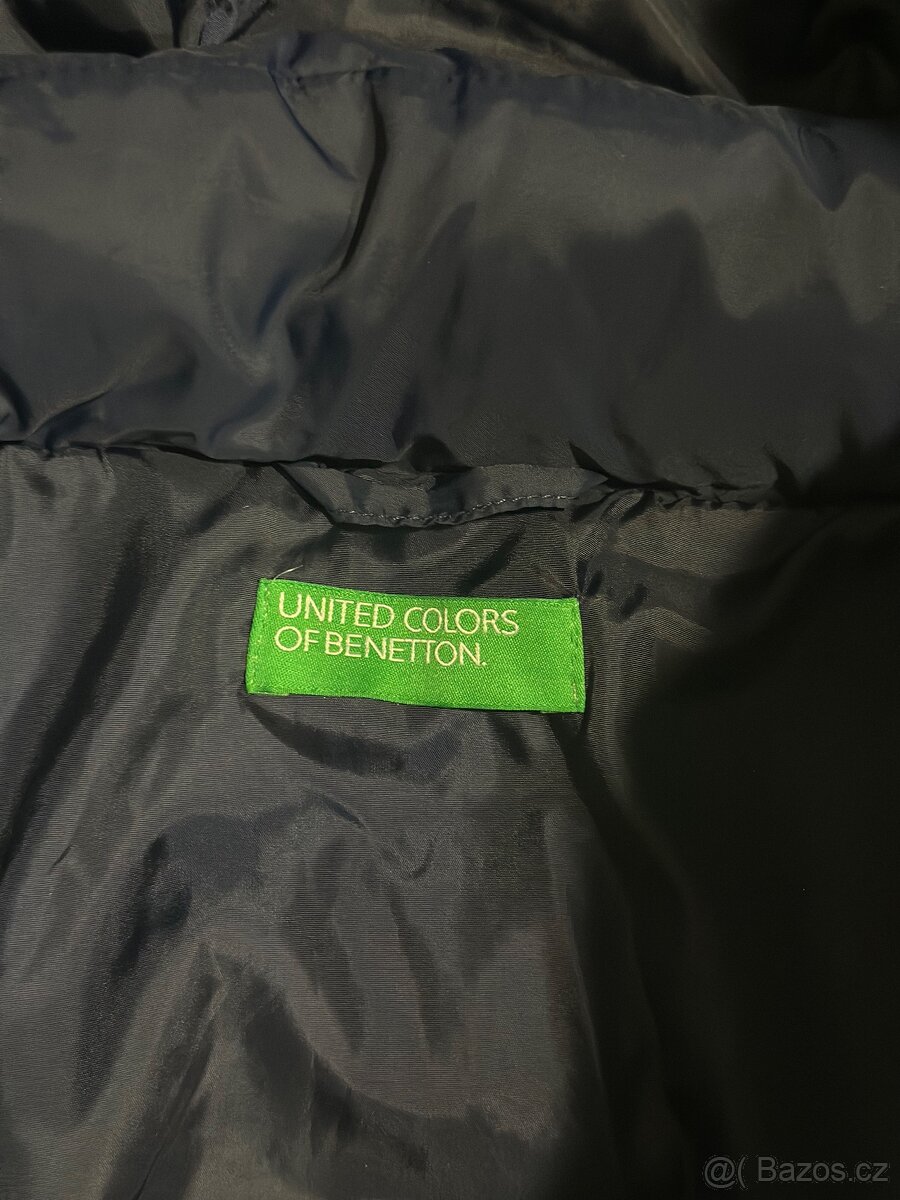 UNITED COLORS
OF BENETTON.
@( Bazos.cz